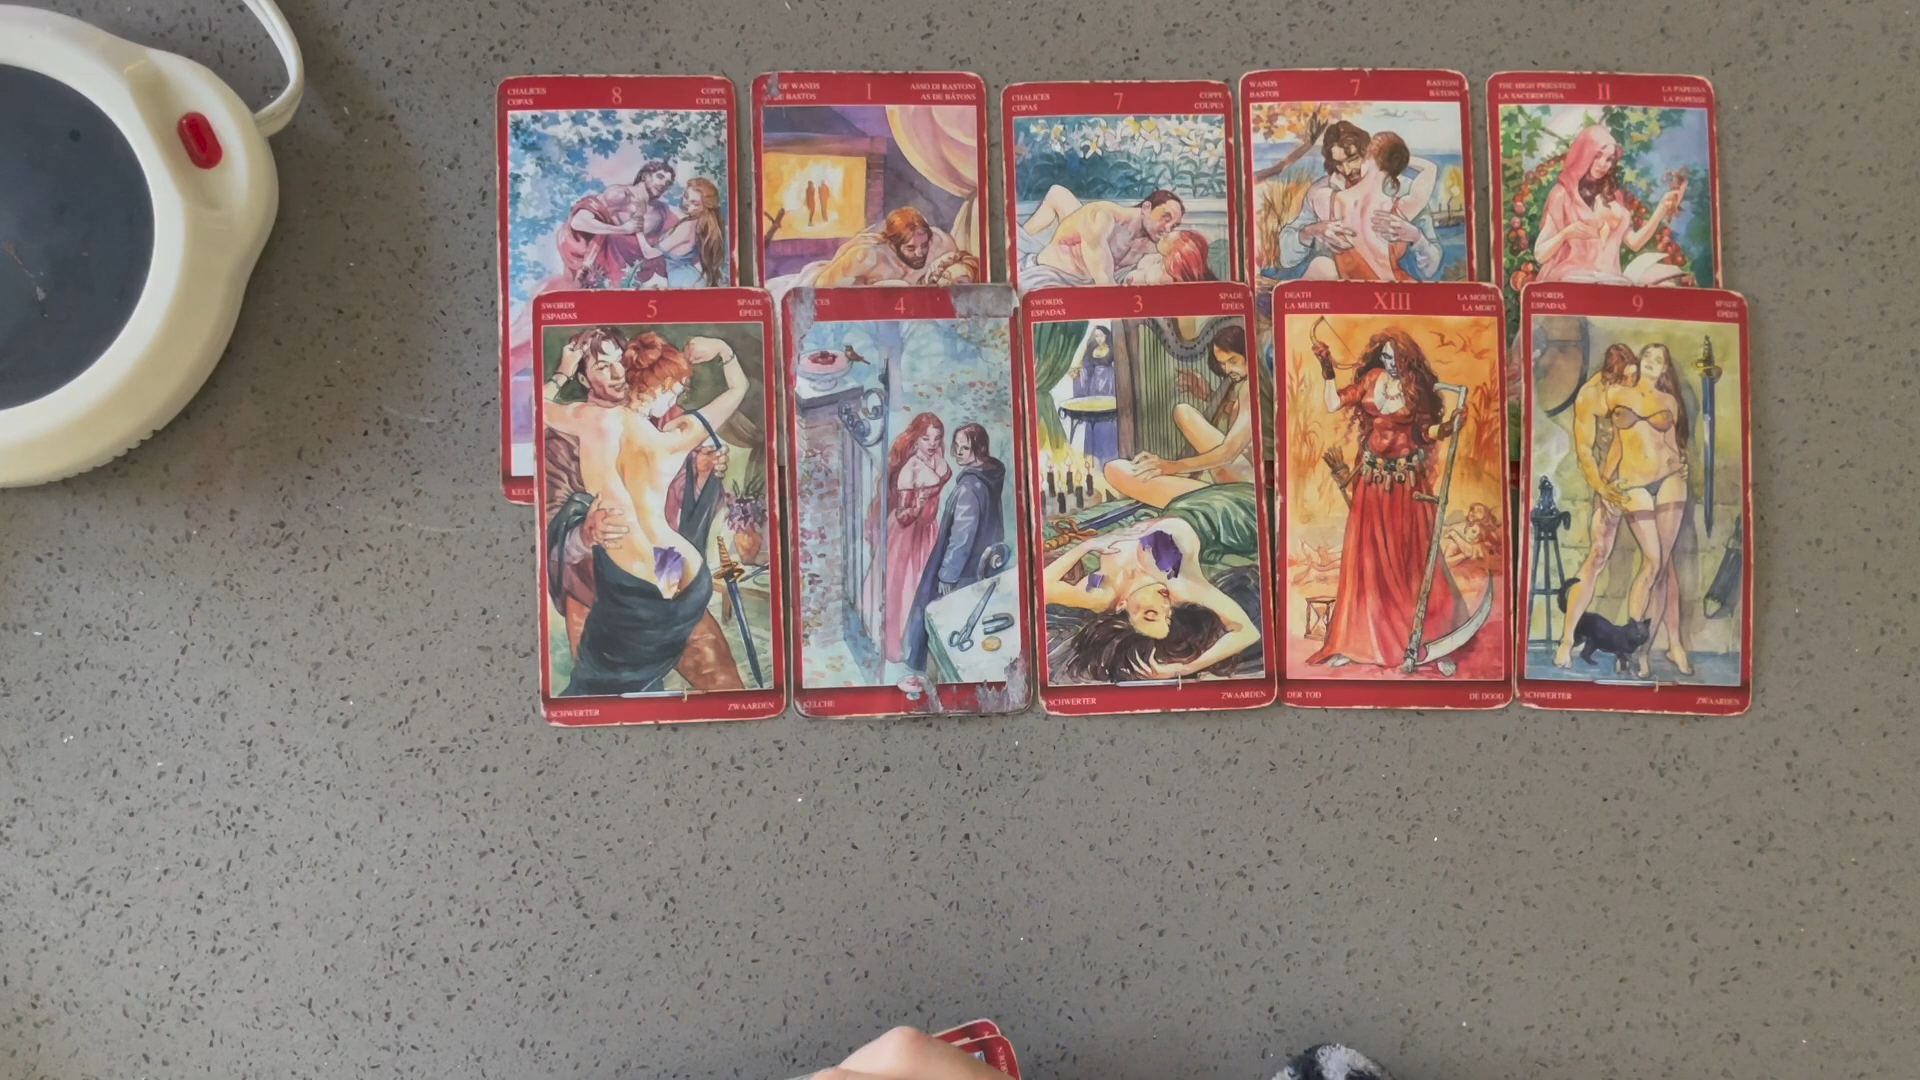 CHALICES 8 COPPE
COPAS COUPES
KELC
OF WANDS I ASSO DI BASTONI
DE BASTOS AS DE BÂTONS
CHALICES 7 COPPE
COPAS COUPES
WANDS 7 BASTONI
BASTOS BÂTONS
THE HIGH PRIESTESS II LA PAPESSA
LA SACERDOTISA LA PAPESSE
SWORDS 5 SPADE
ESPADAS ÉPÉES
SCHWERTER ZWAARDEN
CES 4
KELCHE
SWORDS 3 SPADE
ESPADAS ÉPÉES
SCHWERTER ZWAARDEN
DEATH XIII LA MORTE
LA MUERTE LA MORT
DER TOD DE DOOD
SWORDS 9 SPADE
ESPADAS ÉPÉES
SCHWERTER ZWAARDEN